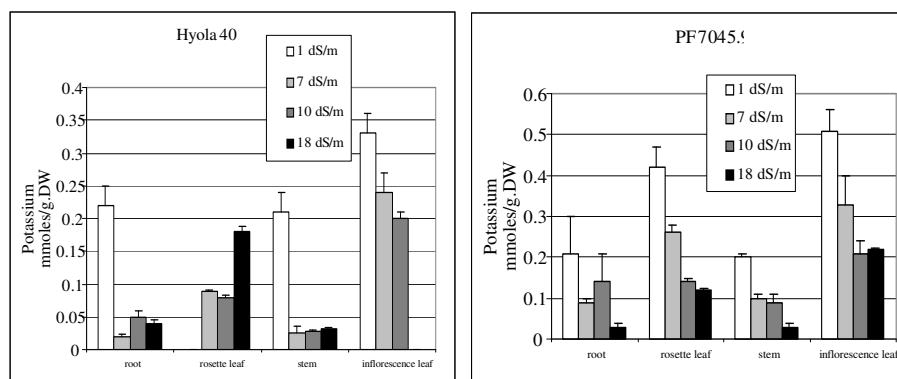 Hyola 40
1 dS/m
7 dS/m
10 dS/m
18 dS/m
Potassium
mmoles/g.DW
0.4
0.35
0.3
0.25
0.2
0.15
0.1
0.05
0
root rosette leaf stem inflorescence leaf
PF7045.9
1 dS/m
7 dS/m
10 dS/m
18 dS/m
Potassium
mmoles/g.DW
0.6
0.5
0.4
0.3
0.2
0.1
0
root rosette leaf stem inflorescence leaf